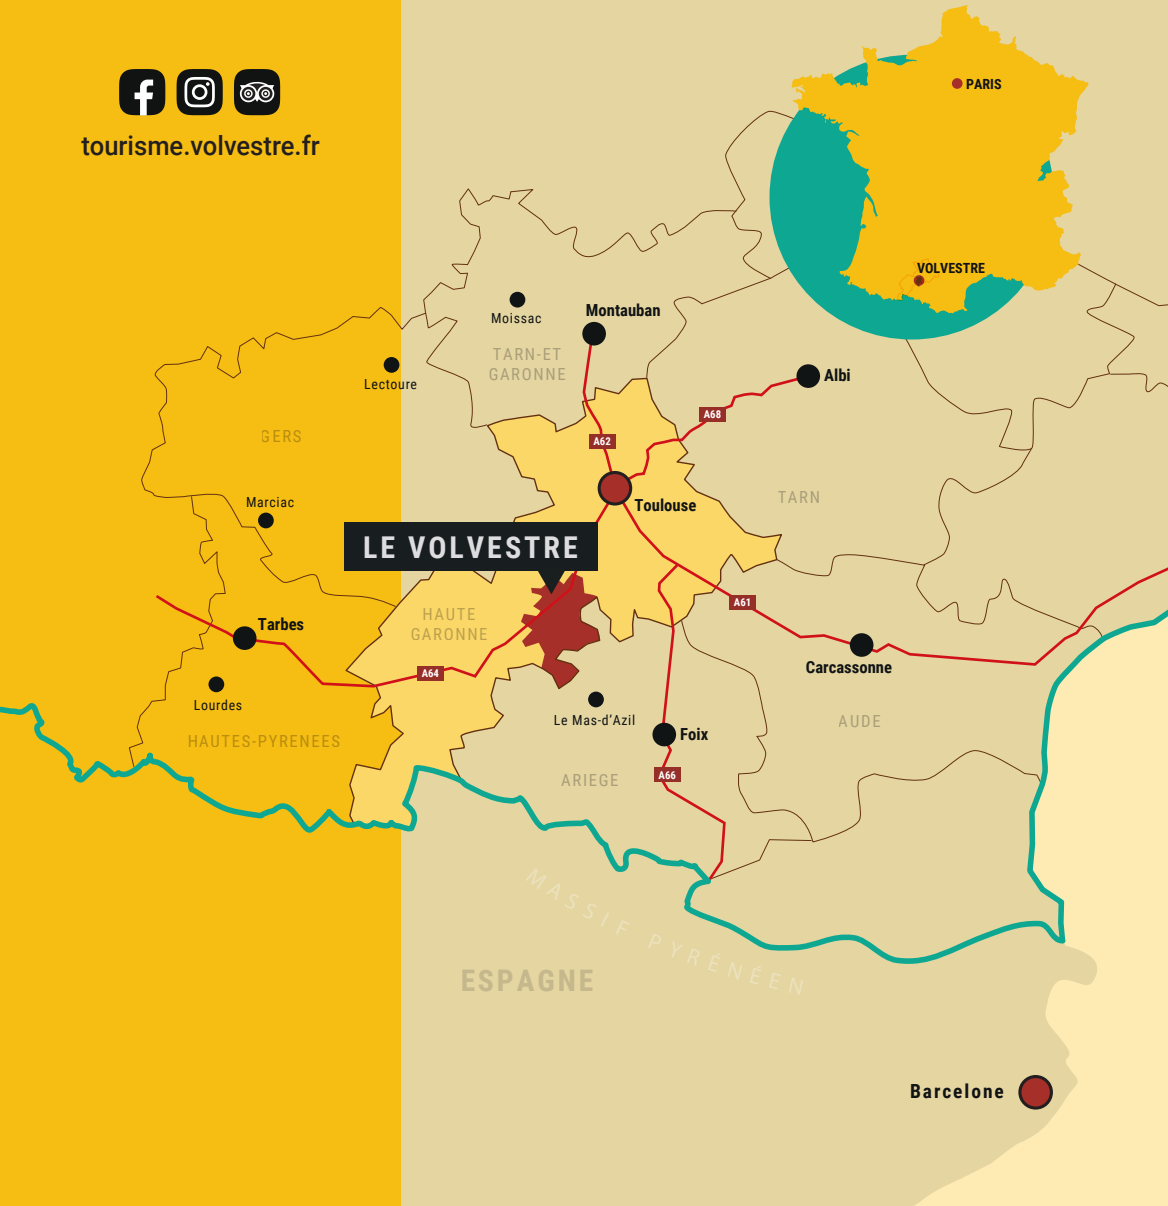 tourisme.volvestre.fr
PARIS
VOLVESTRE
Moissac
Montauban
TARN-ET
GARONNE
Lectoure
Albi
A68
GERS
A62
Marciac
Toulouse
TARN
LE VOLVESTRE
A61
HAUTE
GARONNE
Tarbes
Carcassonne
A64
Lourdes
Le Mas-d'Azil
Foix
AUDE
HAUTES-PYRENEES
A66
ARIEGE
MASSIF PYRÉNÉEN
ESPAGNE
Barcelone